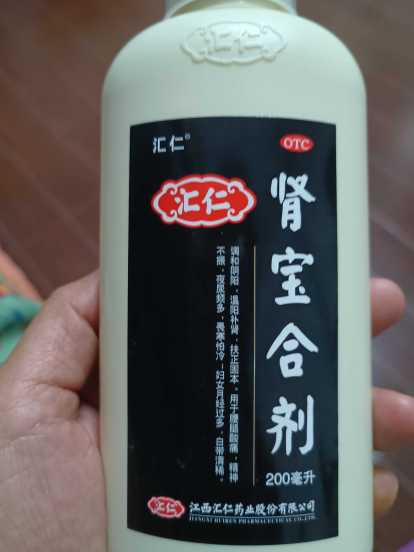 汇仁
汇仁®
OTC
汇仁
肾宝合剂
调和阴阳，温阳补肾，扶正固本。用于腰腿酸痛，精神
不振，夜尿频多，畏寒怕冷；妇女月经过多，白带清稀。
200毫升
汇仁
江西汇仁药业股份有限公司
JIANGXI HUIREN PHARMACEUTICAL CO.,LTD.